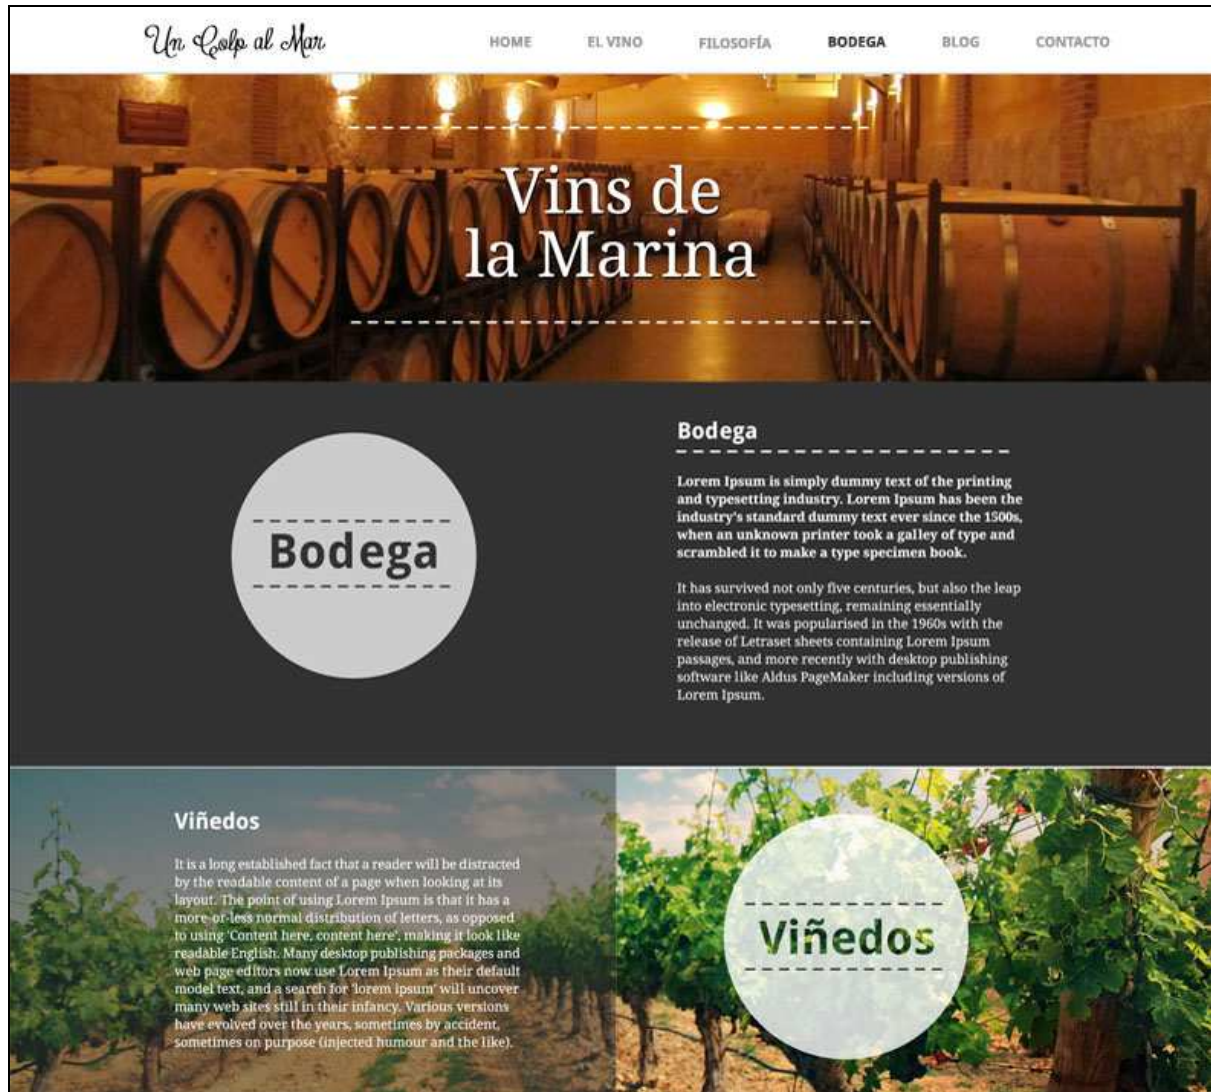 Un Colp al Mar
HOME EL VINO FILOSOFÍA BODEGA BLOG CONTACTO
Vins de
la Marina
Bodega
Bodega
Lorem Ipsum is simply dummy text of the printing
and typesetting industry. Lorem Ipsum has been the
industry's standard dummy text ever since the 1500s,
when an unknown printer took a galley of type and
scrambled it to make a type specimen book.
It has survived not only five centuries, but also the leap
into electronic typesetting, remaining essentially
unchanged. It was popularised in the 1960s with the
release of Letraset sheets containing Lorem Ipsum
passages, and more recently with desktop publishing
software like Aldus PageMaker including versions of
Lorem Ipsum.
Viñedos
It is a long established fact that a reader will be distracted
by the readable content of a page when looking at its
layout. The point of using Lorem Ipsum is that it has a
more-or-less normal distribution of letters, as opposed
to using 'Content here, content here', making it look like
readable English. Many desktop publishing packages and
web page editors now use Lorem Ipsum as their default
model text, and a search for 'lorem ipsum' will uncover
many web sites still in their infancy. Various versions
have evolved over the years, sometimes by accident,
sometimes on purpose (injected humour and the like).
Viñedos